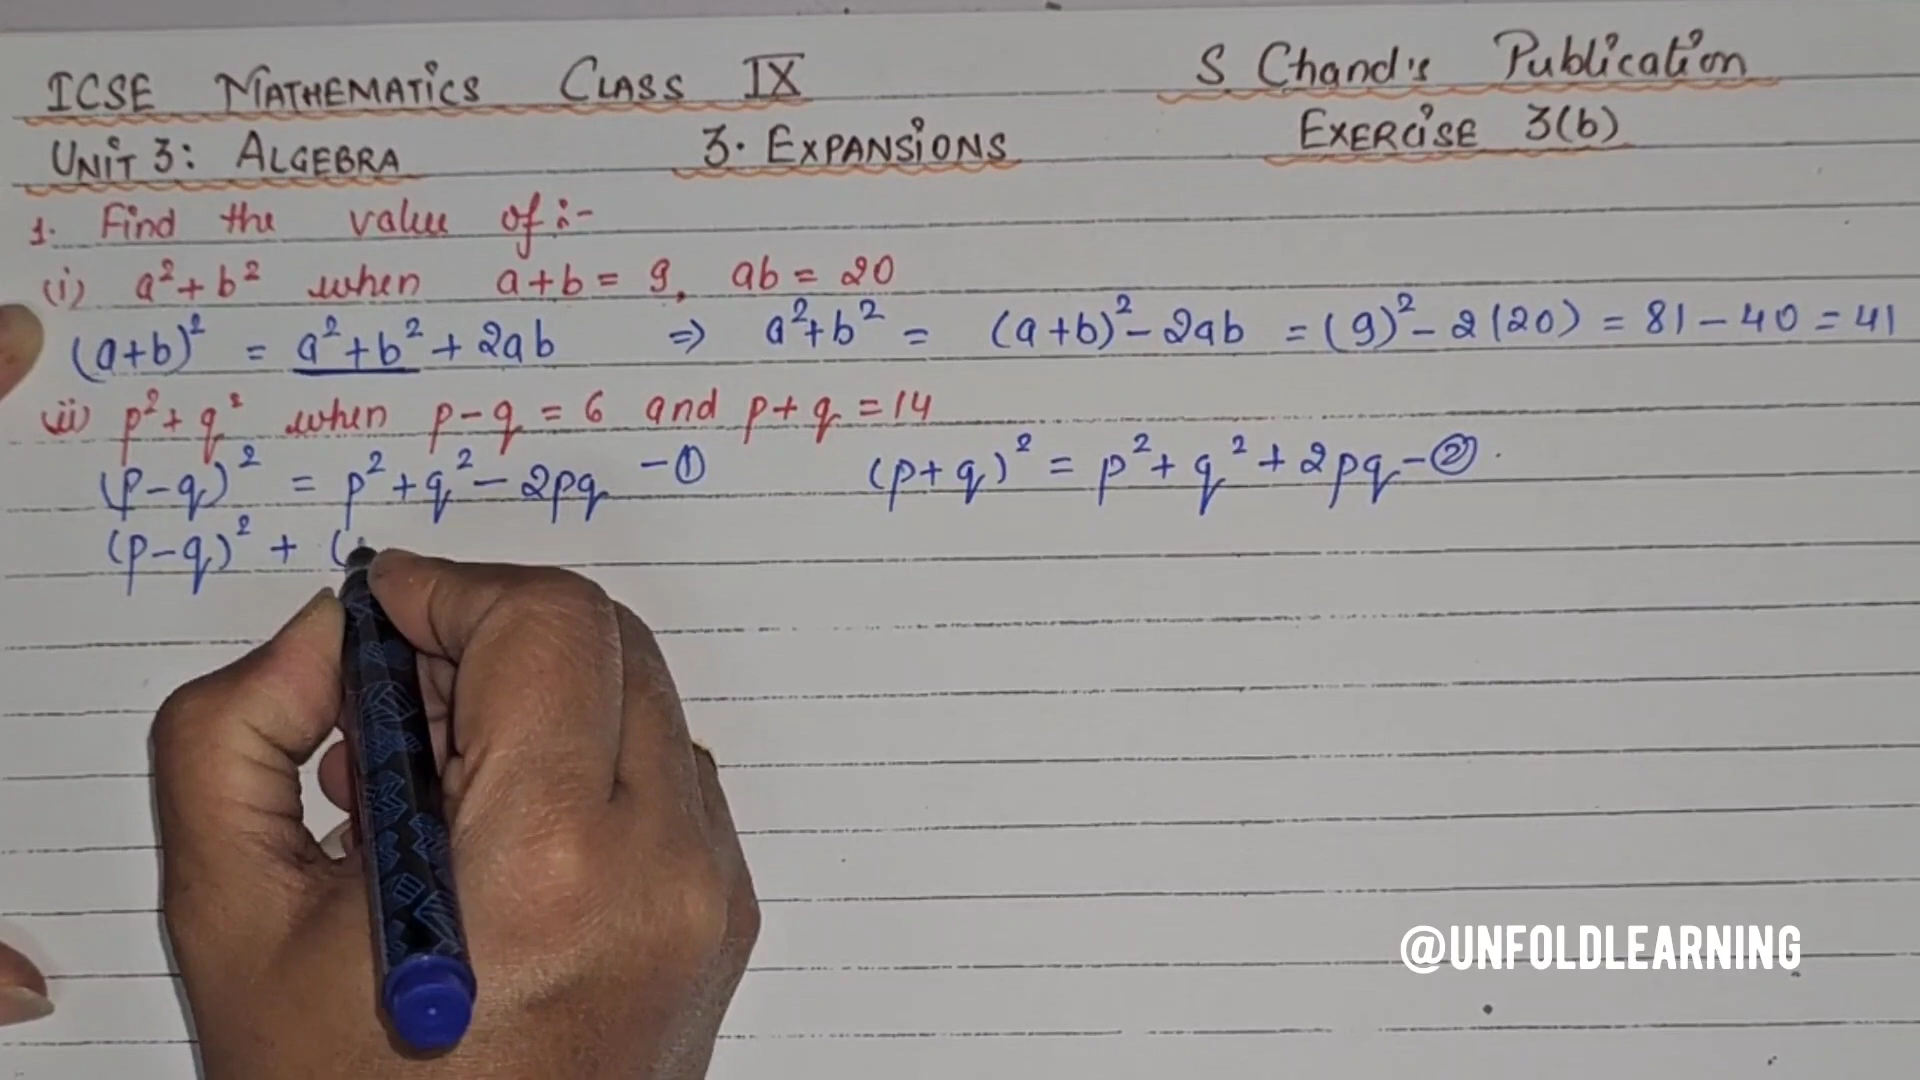 ICSE MATHEMATICS CLASS IX S Chand's Publication
UNIT 3: ALGEBRA 3. EXPANSIONS EXERCISE 3(b)
1. Find the value of :-
(i) a²+b² when a+b = 9, ab = 20
(a+b)² = a²+b²+2ab ⇒ a²+b² = (a+b)²-2ab = (9)²-2(20) = 81-40 = 41
(ii) p²+q² when p-q = 6 and p+q = 14
(p-q)² = p²+q²-2pq -① (p+q)² = p²+q²+2pq-②.
(p-q)² + (
@UNFOLDLEARNING